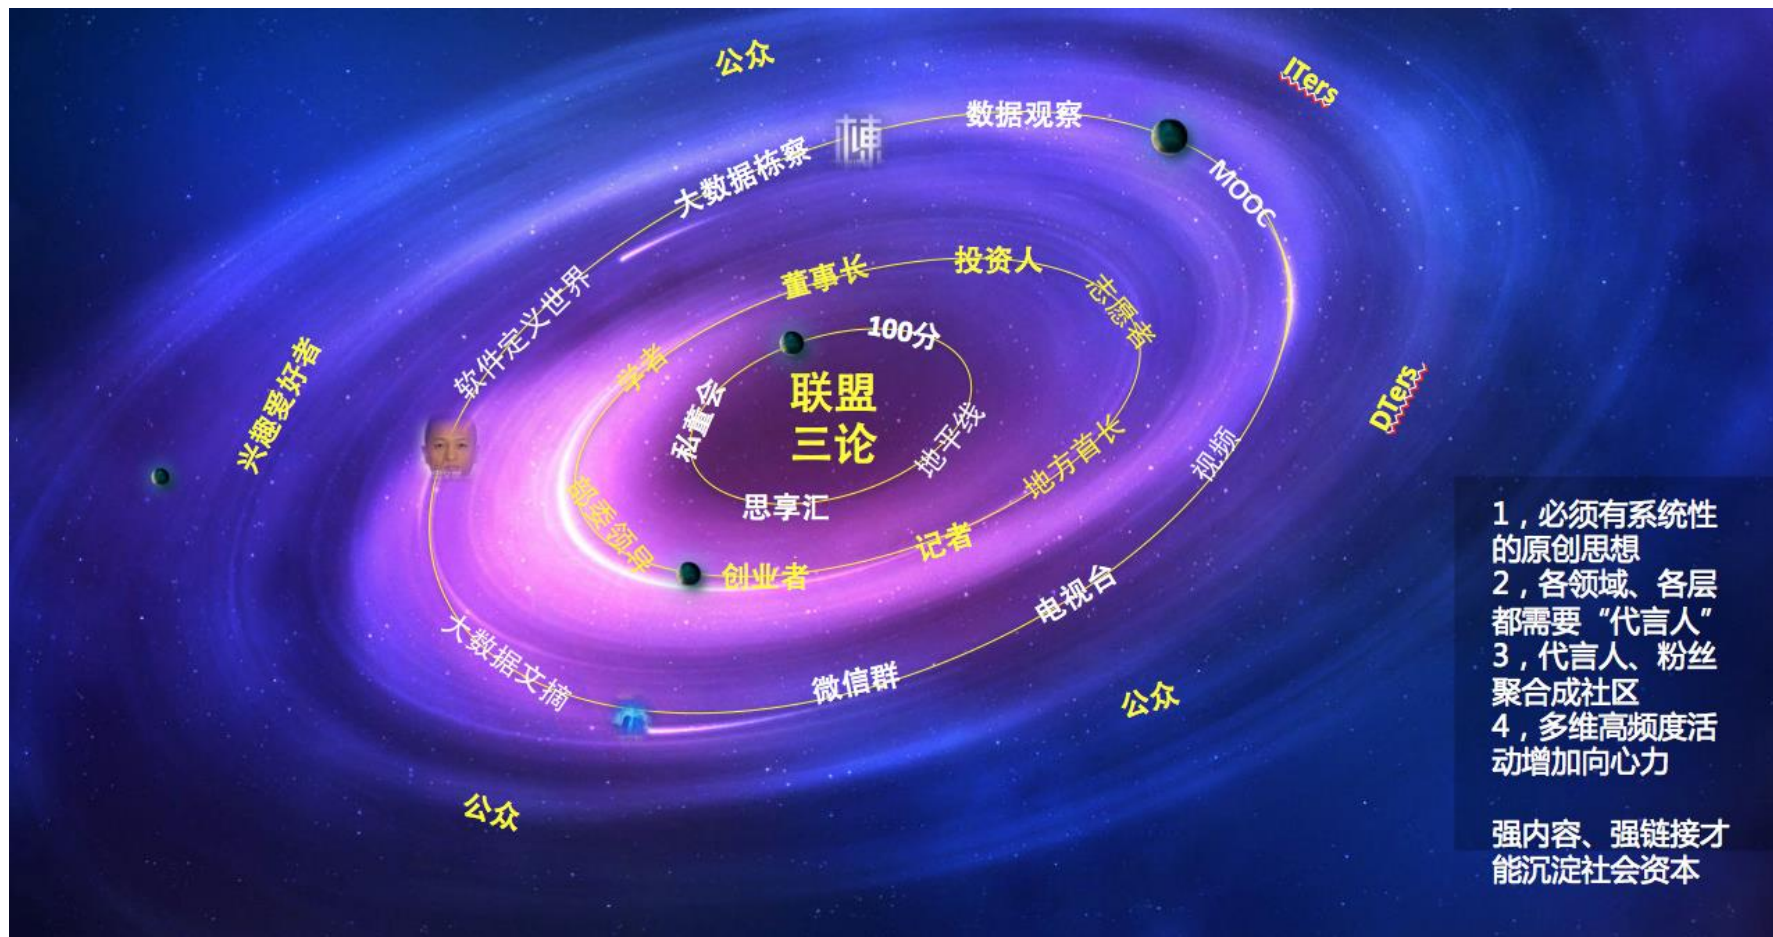 公众
ITers
数据观察
栋
大数据栋察
MOOC
软件定义世界
董事长
投资人
志愿者
学者
100分
私董会
联盟
三论
地平线
思享汇
兴趣爱好者
DTers
地方首长
视频
部委领导
创业者
记者
电视台
大数据文摘
微信群
公众
公众
1，必须有系统性
的原创思想
2，各领域、各层
都需要“代言人”
3，代言人、粉丝
聚合成社区
4，多维高频度活
动增加向心力
强内容、强链接才
能沉淀社会资本